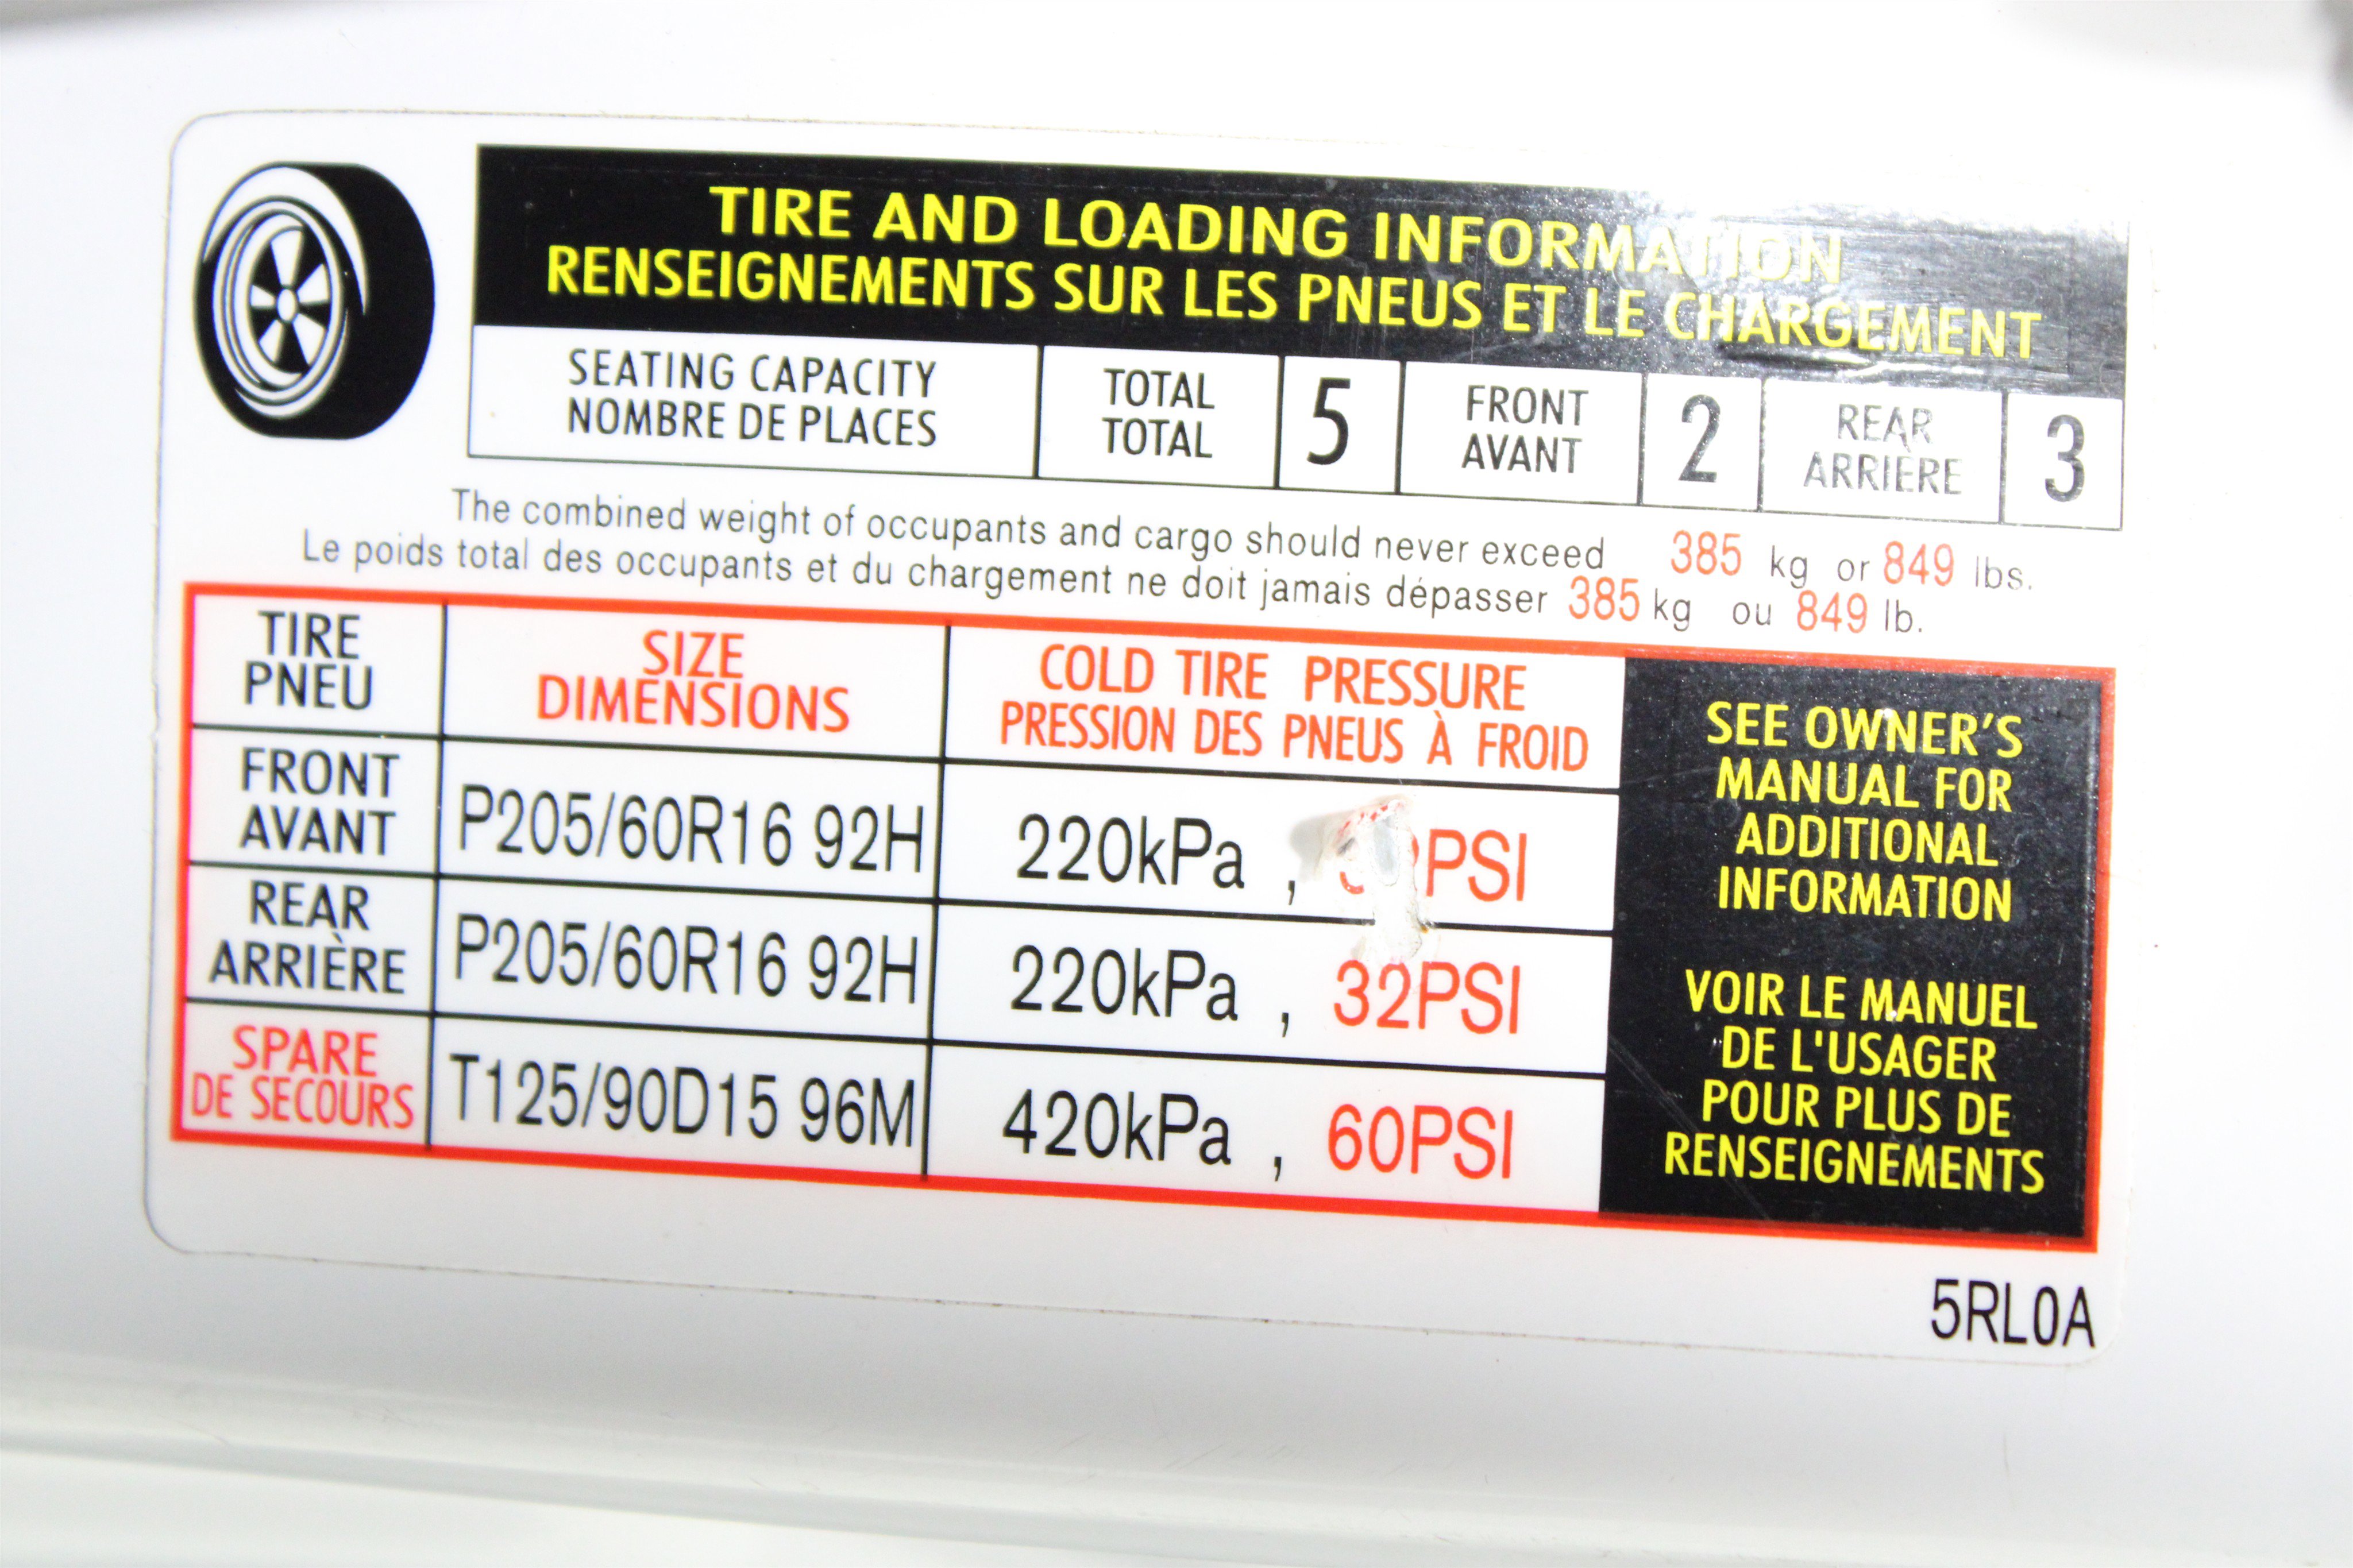 TIRE AND LOADING INFORMATION
RENSEIGNEMENTS SUR LES PNEUS ET LE CHARGEMENT
SEATING CAPACITY
NOMBRE DE PLACES
TOTAL
TOTAL
5
FRONT
AVANT
2
REAR
ARRIÈRE
3
The combined weight of occupants and cargo should never exceed 385 kg or 849 lbs.
Le poids total des occupants et du chargement ne doit jamais dépasser 385 kg ou 849 lb.
TIRE
PNEU
SIZE
DIMENSIONS
COLD TIRE PRESSURE
PRESSION DES PNEUS À FROID
FRONT
AVANT
P205/60R16 92H
220kPa , PSI
REAR
ARRIÈRE
P205/60R16 92H
220kPa , 32PSI
SPARE
DE SECOURS
T125/90D15 96M
420kPa , 60PSI
SEE OWNER'S
MANUAL FOR
ADDITIONAL
INFORMATION
VOIR LE MANUEL
DE L'USAGER
POUR PLUS DE
RENSEIGNEMENTS
5RL0A